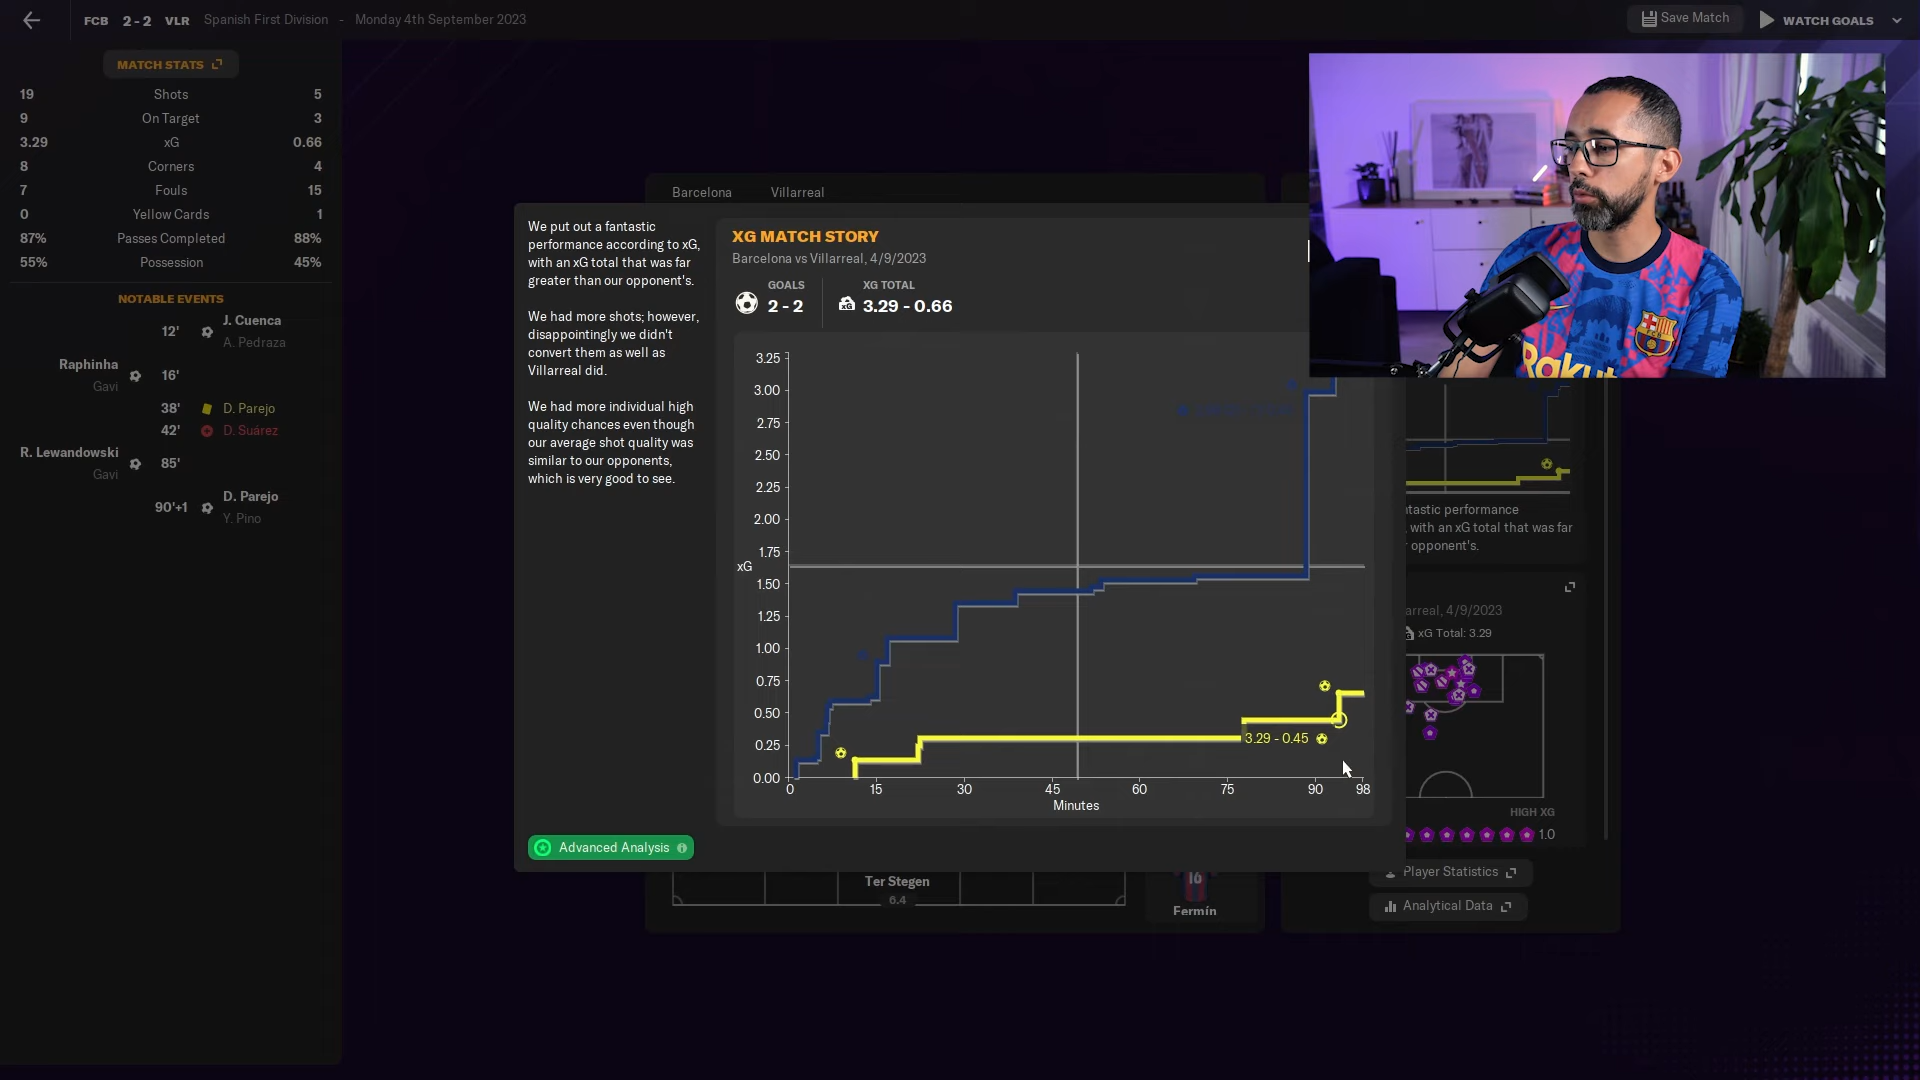 FCB 2 - 2 VLR Spanish First Division - Monday 4th September 2023
Save Match
WATCH GOALS
MATCH STATS
19 Shots 5
9 On Target 3
3.29 xG 0.66
8 Corners 4
7 Fouls 15
0 Yellow Cards 1
87% Passes Completed 88%
55% Possession 45%
NOTABLE EVENTS
12' J. Cuenca
A. Pedraza
Raphinha 16'
Gavi
38' D. Parejo
42' D. Suárez
R. Lewandowski 85'
Gavi
90'+1 D. Parejo
Y. Pino
Barcelona Villarreal
We put out a fantastic
performance according to xG,
with an xG total that was far
greater than our opponent's.
We had more shots; however,
disappointingly we didn't
convert them as well as
Villarreal did.
We had more individual high
quality chances even though
our average shot quality was
similar to our opponents,
which is very good to see.
Advanced Analysis
XG MATCH STORY
Barcelona vs Villarreal, 4/9/2023
GOALS
2 - 2
XG TOTAL
3.29 - 0.66
3.25
3.00
2.75
2.50
2.25
2.00
1.75
xG
1.50
1.25
1.00
0.75
0.50
0.25
0.00
3.29 - 0.45
0 15 30 45 60 75 90 98
Minutes
Rakut
ntastic performance
, with an xG total that was far
r opponent's.
arreal, 4/9/2023
xG Total: 3.29
HIGH XG
1.0
Player Statistics
Analytical Data
Ter Stegen
6.4
16
Fermín